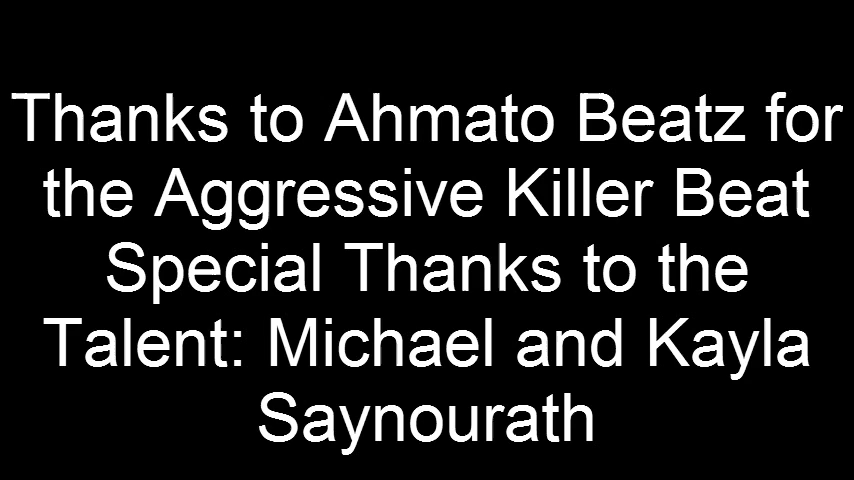 Thanks to Ahmato Beatz for
the Aggressive Killer Beat
Special Thanks to the
Talent: Michael and Kayla
Saynourath